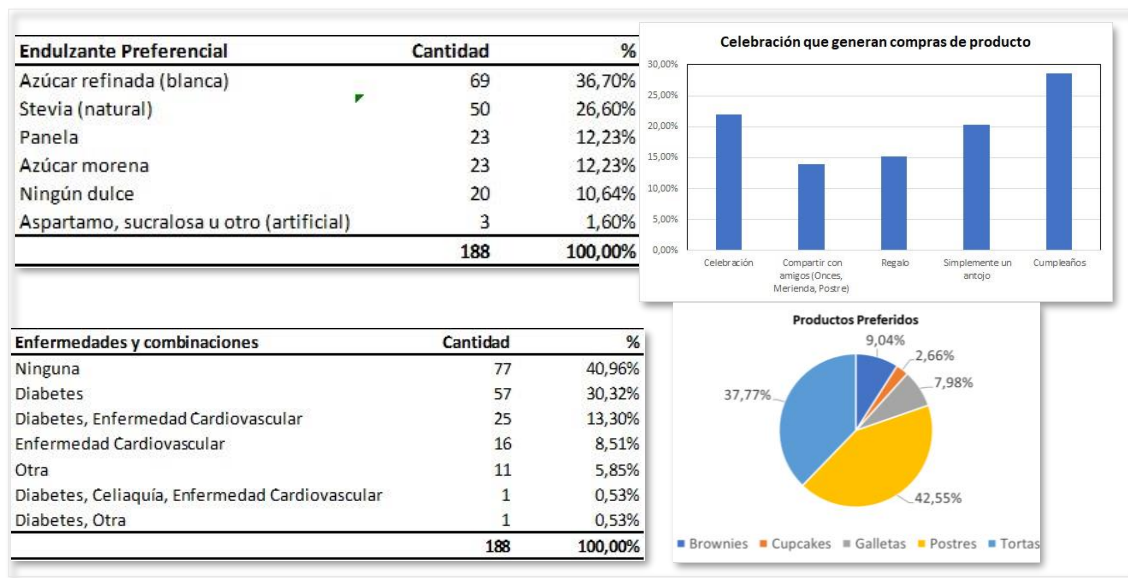 Endulzante Preferencial Cantidad %
Azúcar refinada (blanca) 69 36,70%
Stevia (natural) 50 26,60%
Panela 23 12,23%
Azúcar morena 23 12,23%
Ningún dulce 20 10,64%
Aspartamo, sucralosa u otro (artificial) 3 1,60%
188 100,00%
Celebración que generan compras de producto
30,00%
25,00%
20,00%
15,00%
10,00%
5,00%
0,00%
Celebración
Compartir con
amigos (Onces,
Merienda, Postre)
Regalo
Simplemente un
antojo
Cumpleaños
Enfermedades y combinaciones Cantidad %
Ninguna 77 40,96%
Diabetes 57 30,32%
Diabetes, Enfermedad Cardiovascular 25 13,30%
Enfermedad Cardiovascular 16 8,51%
Otra 11 5,85%
Diabetes, Celiaquía, Enfermedad Cardiovascular 1 0,53%
Diabetes, Otra 1 0,53%
188 100,00%
Productos Preferidos
9,04%
2,66%
7,98%
37,77%
42,55%
Brownies Cupcakes Galletas Postres Tortas